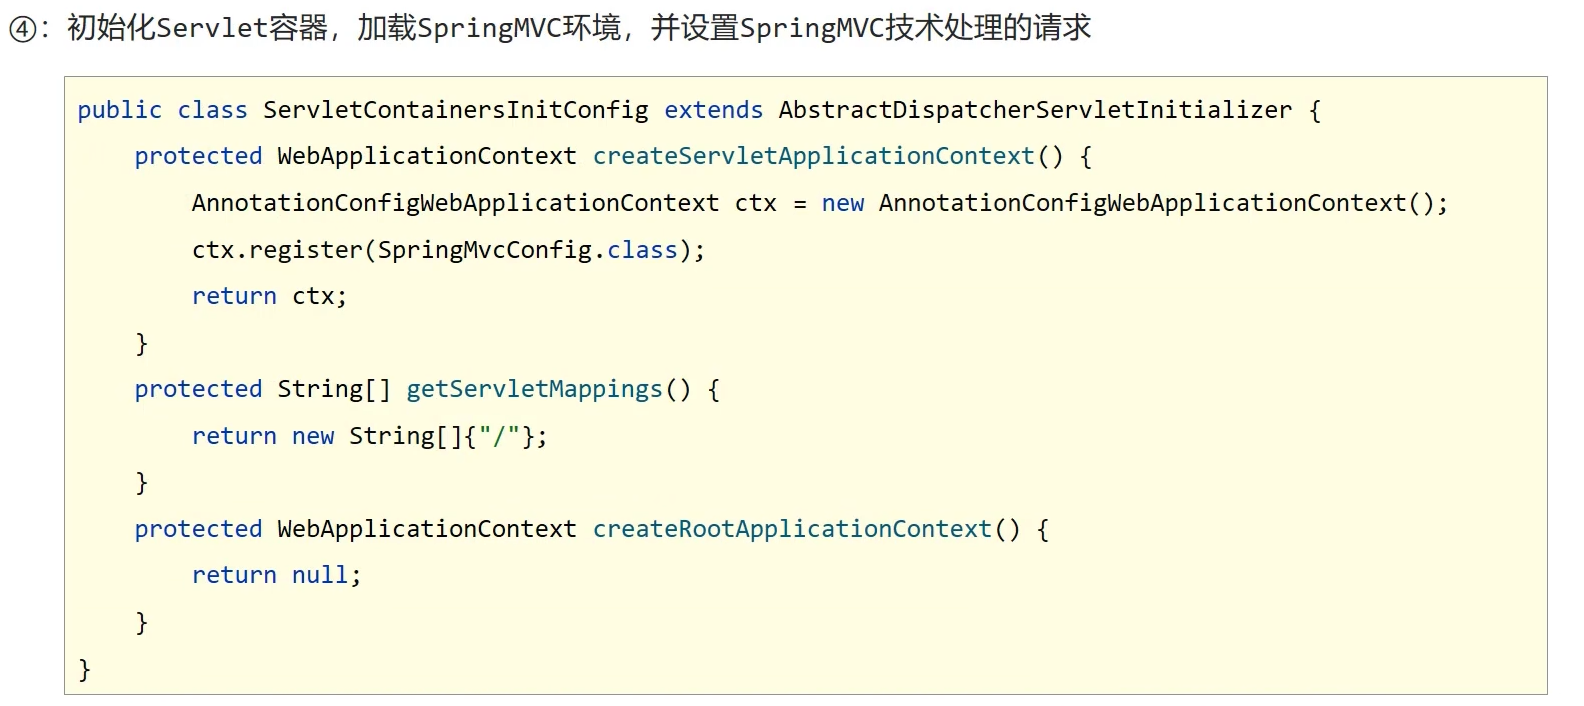 ④：初始化Servlet容器，加载SpringMVC环境，并设置SpringMVC技术处理的请求
public class ServletContainersInitConfig extends AbstractDispatcherServletInitializer {
    protected WebApplicationContext createServletApplicationContext() {
        AnnotationConfigWebApplicationContext ctx = new AnnotationConfigWebApplicationContext();
        ctx.register(SpringMvcConfig.class);
        return ctx;
    }
    protected String[] getServletMappings() {
        return new String[]{"/"};
    }
    protected WebApplicationContext createRootApplicationContext() {
        return null;
    }
}